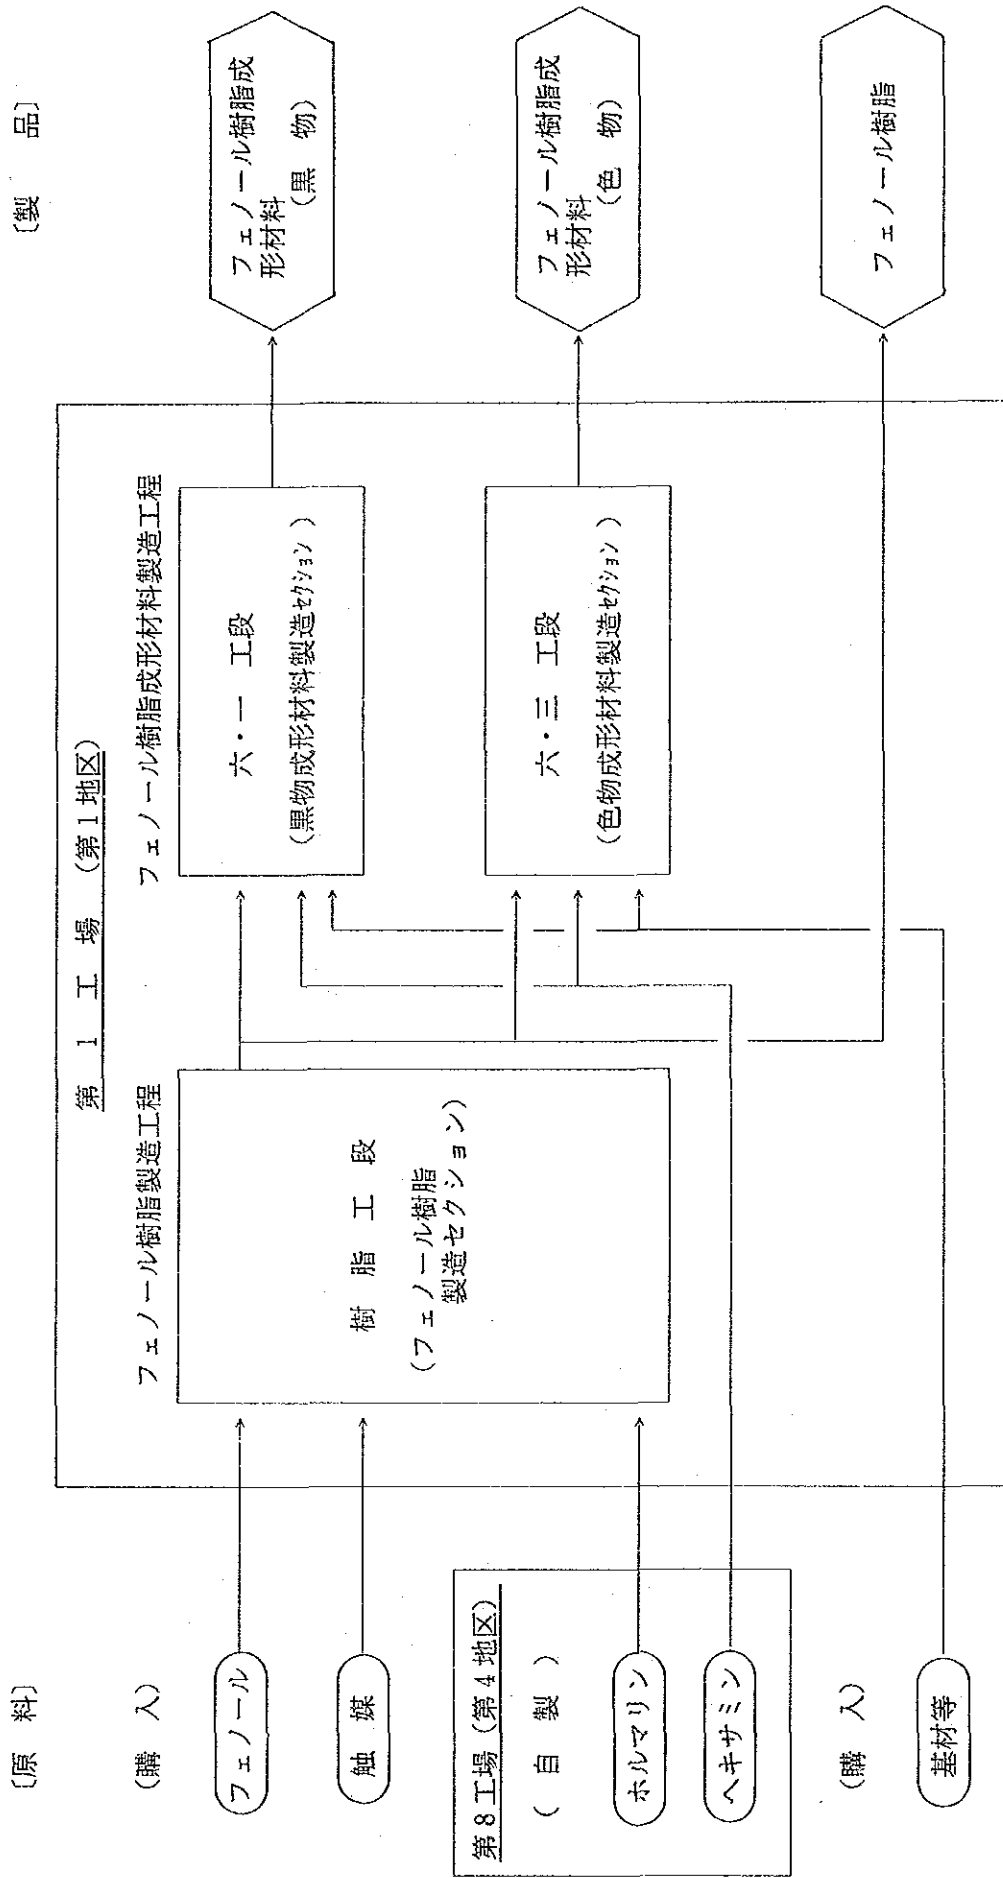 〔原　料〕
〔製　品〕
第　1　工　場　(第1地区)
(購　入)
フェノール樹脂製造工程
フェノール樹脂成形材料製造工程
フェノール
触　媒
樹　脂　工　段
(フェノール樹脂
製造セクション)
六・一　工段
(黒物成形材料製造セクション)
フェノール樹脂成
形材料
(黒　物)
第8工場 (第4地区)
(　自　製　)
ホルマリン
ヘキサミン
六・三　工段
(色物成形材料製造セクション)
フェノール樹脂成
形材料
(色　物)
(購　入)
基材等
フェノール樹脂